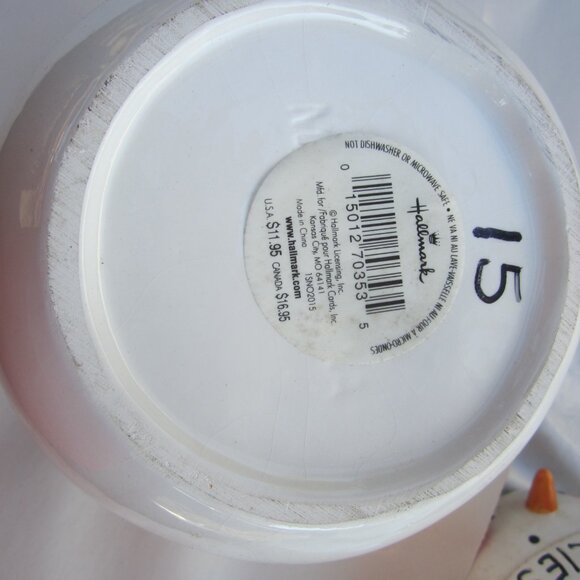 NOT DISHWASHER OR MICROWAVE SAFE • NE VA NI AU LAVE-VAISSELLE NI AU FOUR À MICRO-ONDES
Hallmark
0 15012 70353 5
© Hallmark Licensing, Inc.
Mfd. for/Fabriqué pour Hallmark Cards, Inc.
Kansas City, MO 64141
Made in China 1SNO2015
www.hallmark.com
U.S.A. $11.95 CANADA $16.95
15